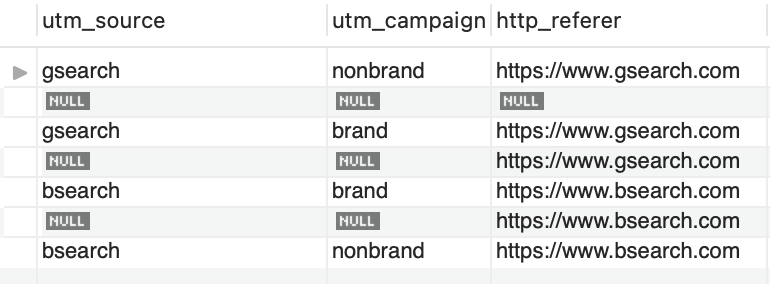 utm_source utm_campaign http_referer
gsearch nonbrand https://www.gsearch.com
NULL NULL NULL
gsearch brand https://www.gsearch.com
NULL NULL https://www.gsearch.com
bsearch brand https://www.bsearch.com
NULL NULL https://www.bsearch.com
bsearch nonbrand https://www.bsearch.com